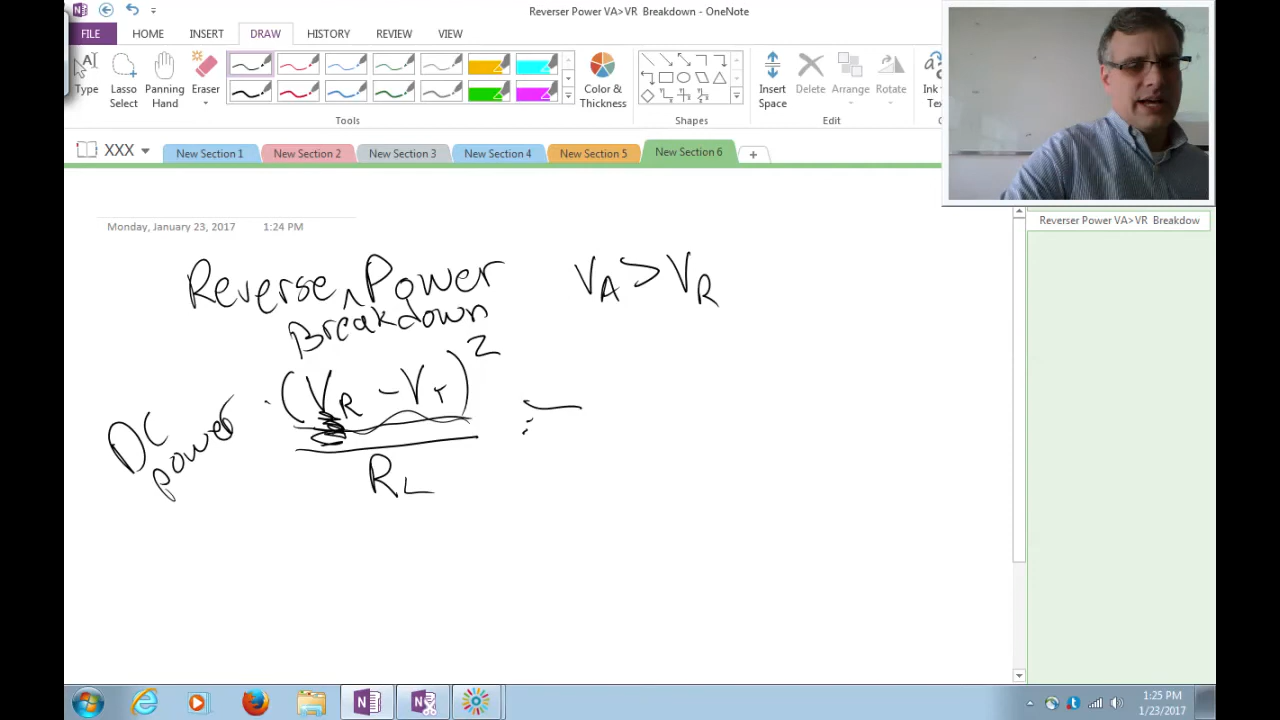 Reverser Power VA>VR Breakdown - OneNote
FILE HOME INSERT DRAW HISTORY REVIEW VIEW
Type
Lasso Select
Panning Hand
Eraser
Color & Thickness
Insert Space
Delete Arrange Rotate
Ink to
Tools Shapes Edit
XXX New Section 1 New Section 2 New Section 3 New Section 4 New Section 5 New Section 6
Reverser Power VA>VR Breakdow
Monday, January 23, 2017 1:24 PM
Reverse ^ Power VA > VR
Breakdown
DC power (VR - VT)2
RL
1:25 PM
1/23/2017